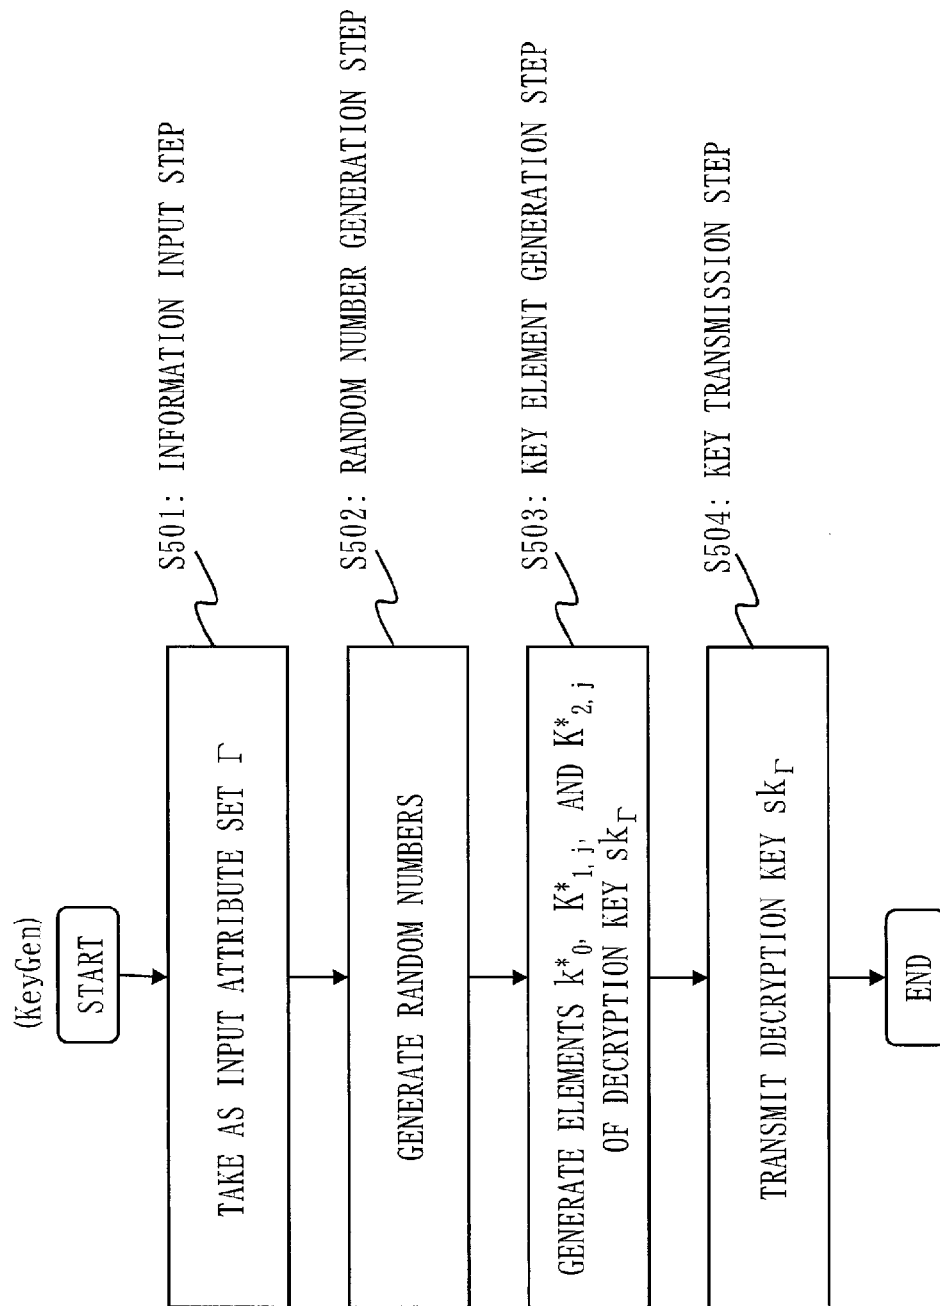 (KeyGen)
START
TAKE AS INPUT ATTRIBUTE SET Γ
S501: INFORMATION INPUT STEP
GENERATE RANDOM NUMBERS
S502: RANDOM NUMBER GENERATION STEP
GENERATE ELEMENTS k*0, K*1,j, AND K*2,j
OF DECRYPTION KEY skΓ
S503: KEY ELEMENT GENERATION STEP
TRANSMIT DECRYPTION KEY skΓ
S504: KEY TRANSMISSION STEP
END